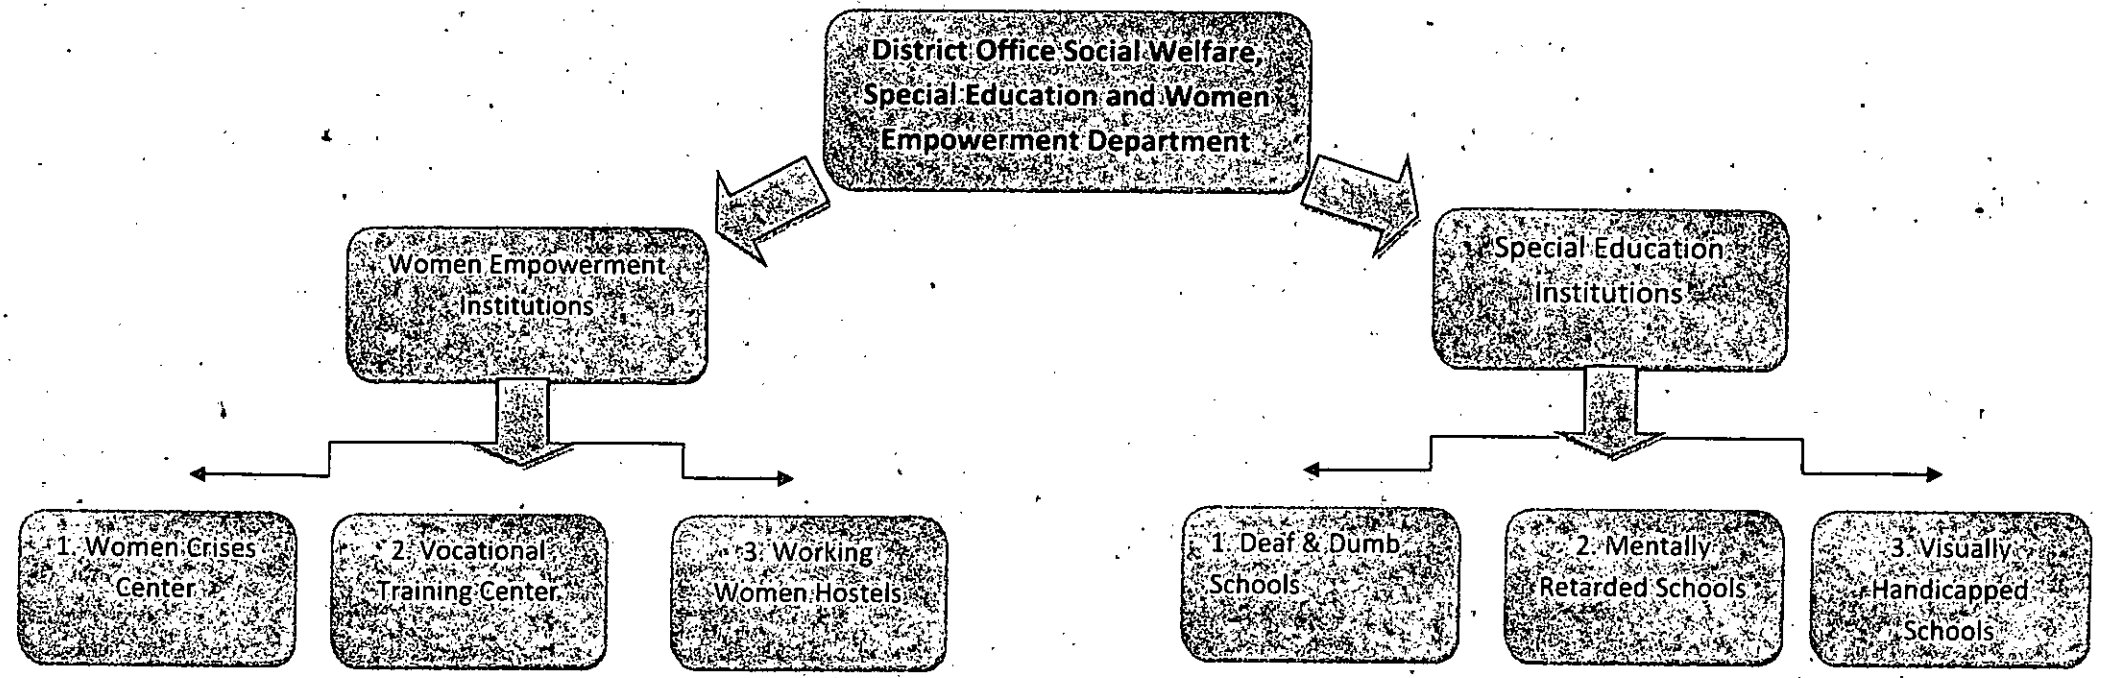 District Office Social Welfare,
Special Education and Women
Empowerment Department
Women Empowerment
Institutions
Special Education
Institutions
1. Women Crises
Center
2. Vocational
Training Center
3. Working
Women Hostels
1. Deaf & Dumb
Schools
2. Mentally
Retarded Schools
3. Visually
Handicapped
Schools